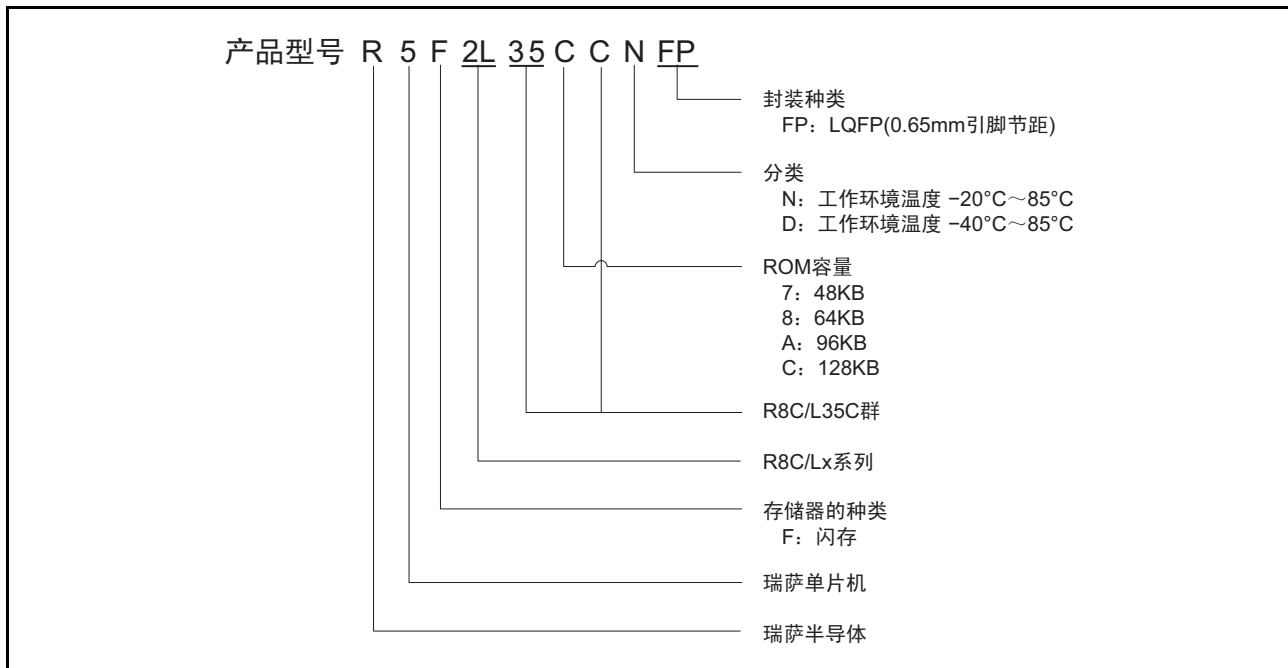 产品型号 R 5 F 2L 35 C C N FP
封装种类
FP：LQFP(0.65mm引脚节距)
分类
N：工作环境温度 −20°C～85°C
D：工作环境温度 −40°C～85°C
ROM容量
7：48KB
8：64KB
A：96KB
C：128KB
R8C/L35C群
R8C/Lx系列
存储器的种类
F：闪存
瑞萨单片机
瑞萨半导体